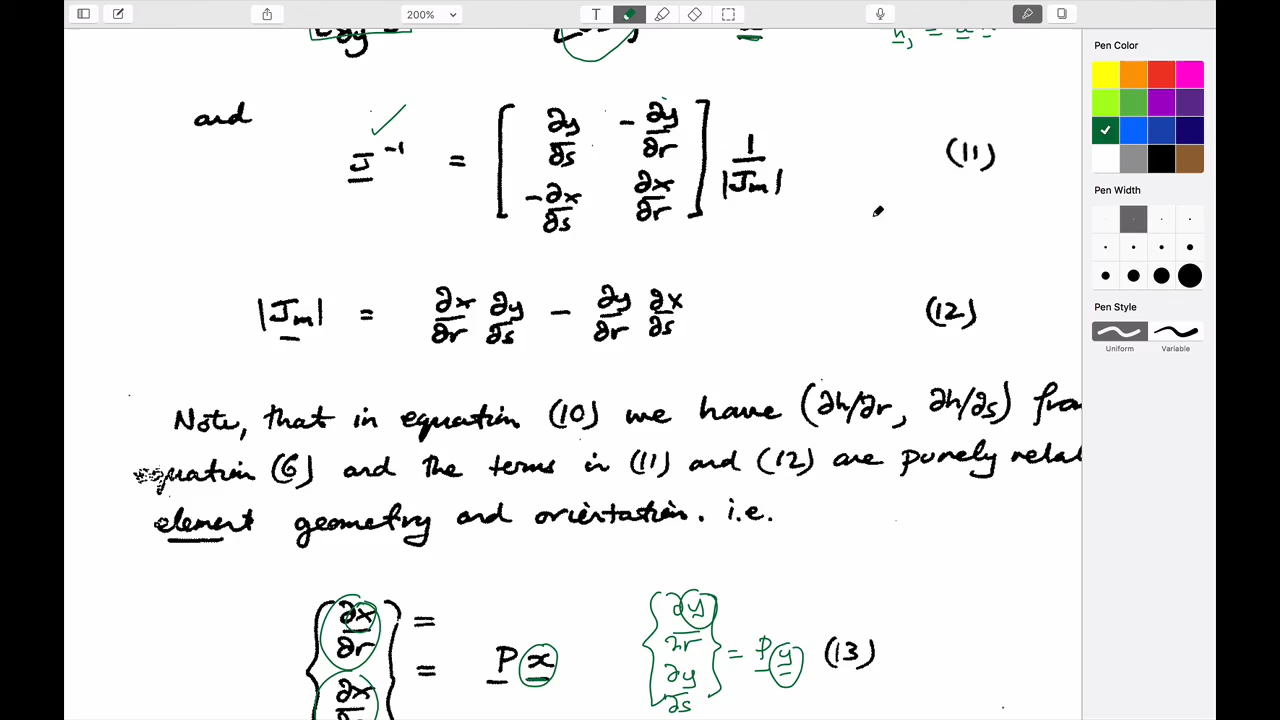 200%
T
Pen Color
and J⁻¹ = [ ∂y/∂s -∂y/∂r ; -∂x/∂s ∂x/∂r ] 1/|Jm| (11)
Pen Width
|Jm| = ∂x/∂r ∂y/∂s - ∂y/∂r ∂x/∂s (12)
Pen Style
Uniform Variable
Note, that in equation (10) we have (∂h/∂r, ∂h/∂s)
equation (6) and the terms in (11) and (12) are purely
element geometry and orientation. i.e.
{ ∂x/∂r = ; ∂x = P x { ∂y/∂r ; ∂y/∂s } = P y (13)